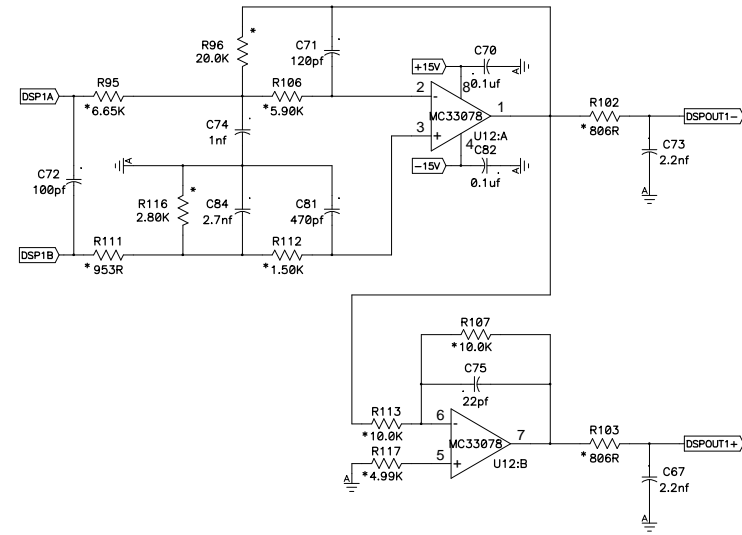 R96
*
20.0K
C71
120pf
C70
+15V
0.1uf
A
DSP1A
R95
*6.65K
R106
*5.90K
2
-
8
1
MC33078
R102
*
806R
DSPOUT1-
C74
1nf
3
+
U12:A
4
C82
-15V
0.1uf
A
C73
2.2nf
A
C72
100pf
A
R116
*
2.80K
C84
2.7nf
C81
470pf
DSP1B
R111
*
953R
R112
*1.50K
R107
*10.0K
C75
22pf
R113
*10.0K
6
-
7
MC33078
R103
*
806R
DSPOUT1+
R117
*4.99K
5
+
U12:B
A
C67
2.2nf
A